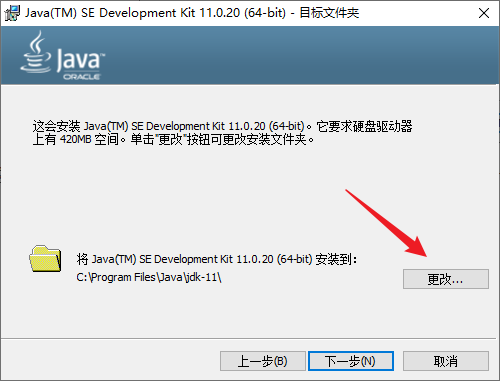 Java(TM) SE Development Kit 11.0.20 (64-bit) - 目标文件夹
Java™
ORACLE
这会安装 Java(TM) SE Development Kit 11.0.20 (64-bit)。它要求硬盘驱动器
上有 420MB 空间。单击"更改"按钮可更改安装文件夹。
将 Java(TM) SE Development Kit 11.0.20 (64-bit) 安装到:
C:\Program Files\Java\jdk-11\
更改...
上一步(B)
下一步(N)
取消